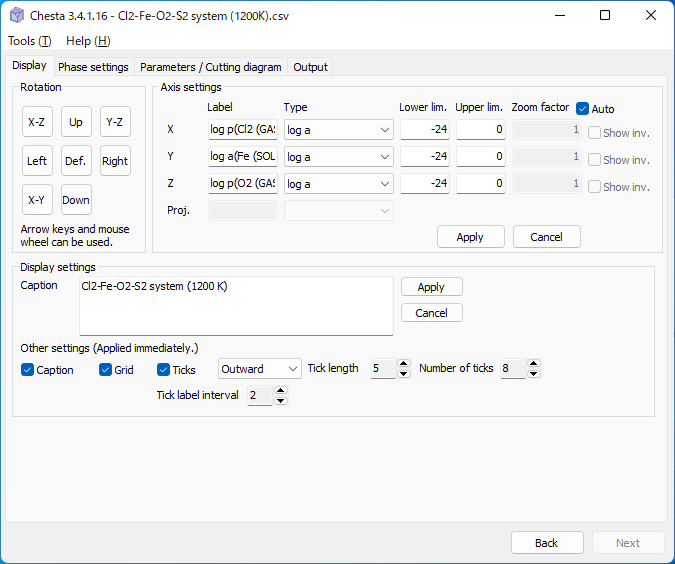 Chesta 3.4.1.16 - Cl2-Fe-O2-S2 system (1200K).csv
Tools (T) Help (H)
Display Phase settings Parameters / Cutting diagram Output
Rotation
X-Z Up Y-Z
Left Def. Right
X-Y Down
Arrow keys and mouse
wheel can be used.
Axis settings
Label Type Lower lim. Upper lim. Zoom factor Auto
X log p(Cl2 (GAS log a -24 0 1 Show inv.
Y log a(Fe (SOL log a -24 0 1 Show inv.
Z log p(O2 (GAS log a -24 0 1 Show inv.
Proj.
Apply Cancel
Display settings
Caption Cl2-Fe-O2-S2 system (1200 K) Apply
Cancel
Other settings (Applied immediately.)
Caption Grid Ticks Outward Tick length 5 Number of ticks 8
Tick label interval 2
Back Next